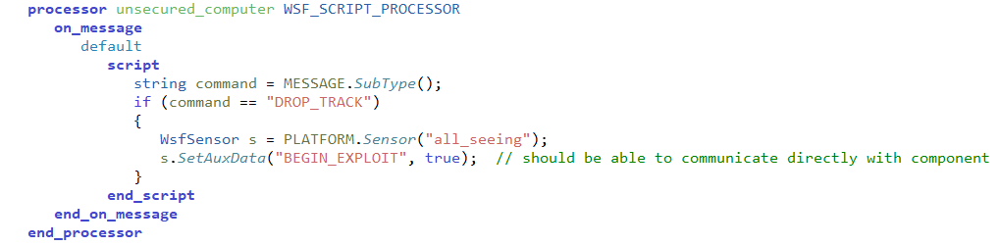 processor unsecured_computer WSF_SCRIPT_PROCESSOR
on_message
default
script
string command = MESSAGE.SubType();
if (command == "DROP_TRACK")
{
WsfSensor s = PLATFORM.Sensor("all_seeing");
s.SetAuxData("BEGIN_EXPLOIT", true);  // should be able to communicate directly with component
}
end_script
end_on_message
end_processor